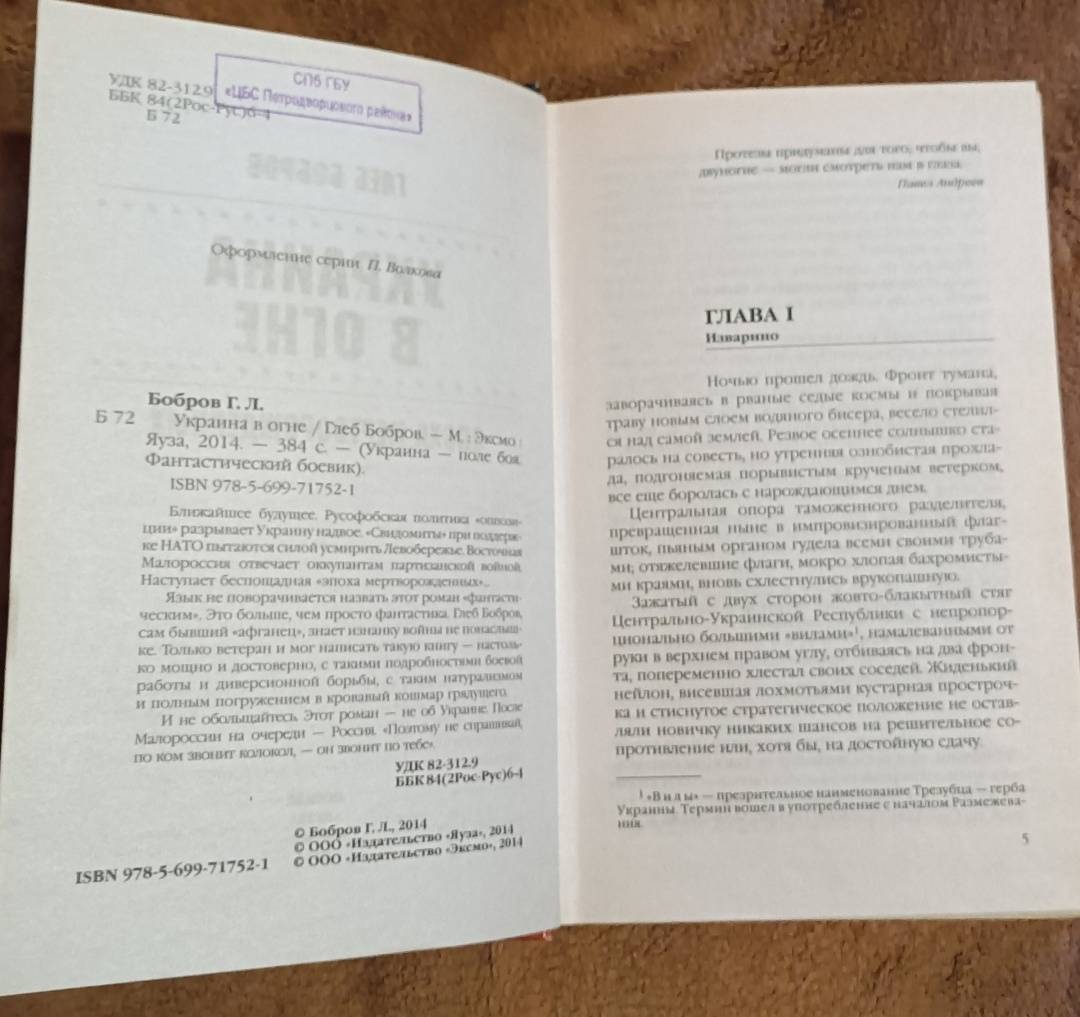 УДК 82-312.9
ББК 84(2Рос-Рус)6-4
Б 72
СПб ГБУ
«ЦБС Петродворцового района»
Оформление серии П. Волкова
Бобров Г. Л.
Б 72 Украина в огне / Глеб Бобров. — М. : Эксмо :
Яуза, 2014. — 384 с. — (Украина — поле боя.
Фантастический боевик).
ISBN 978-5-699-71752-1
Ближайшее будущее. Русофобская политика «оппози-
ции» разрывает Украину надвое. «Свидомиты» при поддерж-
ке НАТО пытаются силой усмирить Левобережье. Восточная
Малороссия отвечает оккупантам партизанской войной.
Наступает беспощадная «эпоха мертворожденных»...
Язык не поворачивается назвать этот роман «фантасти-
ческим». Это больше, чем просто фантастика. Глеб Бобров,
сам бывший «афганец», знает изнанку войны не понаслыш-
ке. Только ветеран и мог написать такую книгу — настоль-
ко мощно и достоверно, с такими подробностями боевой
работы и диверсионной борьбы, с таким натурализмом
и полным погружением в кровавый кошмар грядущего.
И не обольщайтесь. Этот роман — не об Украине. После
Малороссии на очереди — Россия. «Поэтому не спрашивай,
по ком звонит колокол, — он звонит по тебе».
УДК 82-312.9
ББК 84(2Рос-Рус)6-4
© Бобров Г. Л., 2014
© ООО «Издательство «Яуза», 2014
© ООО «Издательство «Эксмо», 2014
ISBN 978-5-699-71752-1
Протезы придуманы для того, чтобы вы,
двуногие — могли смотреть нам в глаза.
Павел Андреев
ГЛАВА I
Изварино
Ночью прошел дождь. Фронт тумана,
заворачиваясь в рваные седые космы и покрывая
траву новым слоем водяного бисера, весело стелил-
ся над самой землей. Резвое осеннее солнышко ста-
ралось на совесть, но утренняя ознобистая прохла-
да, подгоняемая порывистым крученым ветерком,
все еще боролась с нарождающимся днем.
Центральная опора таможенного разделителя,
превращенная ныне в импровизированный флаг-
шток, пьяным органом гудела всеми своими труба-
ми; отяжелевшие флаги, мокро хлопая бахромисты-
ми краями, вновь схлестнулись врукопашную.
Зажатый с двух сторон жовто-блакытный стяг
Центрально-Украинской Республики с непропор-
ционально большими «вилами»¹, намалеванными от
руки в верхнем правом углу, отбиваясь на два фрон-
та, попеременно хлестал своих соседей. Жиденький
нейлон, висевшая лохмотьями кустарная простроч-
ка и стиснутое стратегическое положение не остав-
ляли новичку никаких шансов на решительное со-
противление или, хотя бы, на достойную сдачу.
¹ «Вилы» — презрительное наименование Трезубца — герба
Украины. Термин вошел в употребление с началом Размежева-
ния.
5